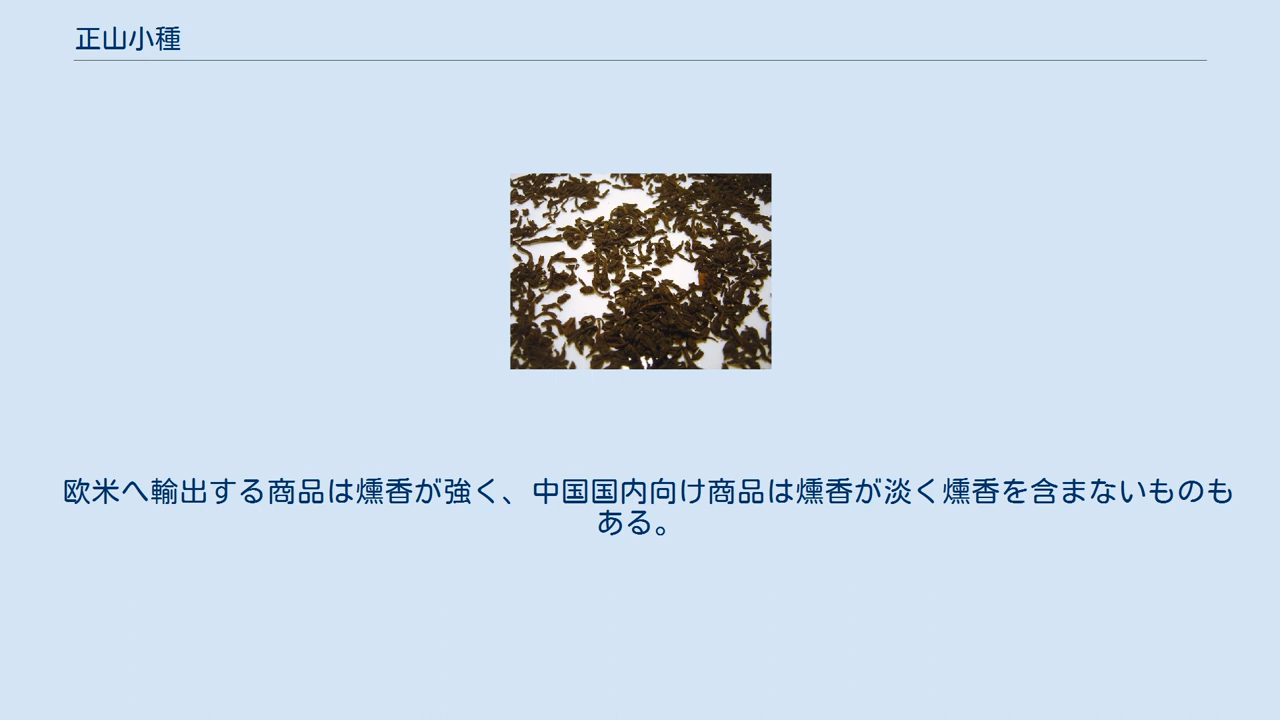 正山小種
欧米へ輸出する商品は燻香が強く、中国国内向け商品は燻香が淡く燻香を含まないものも
ある。